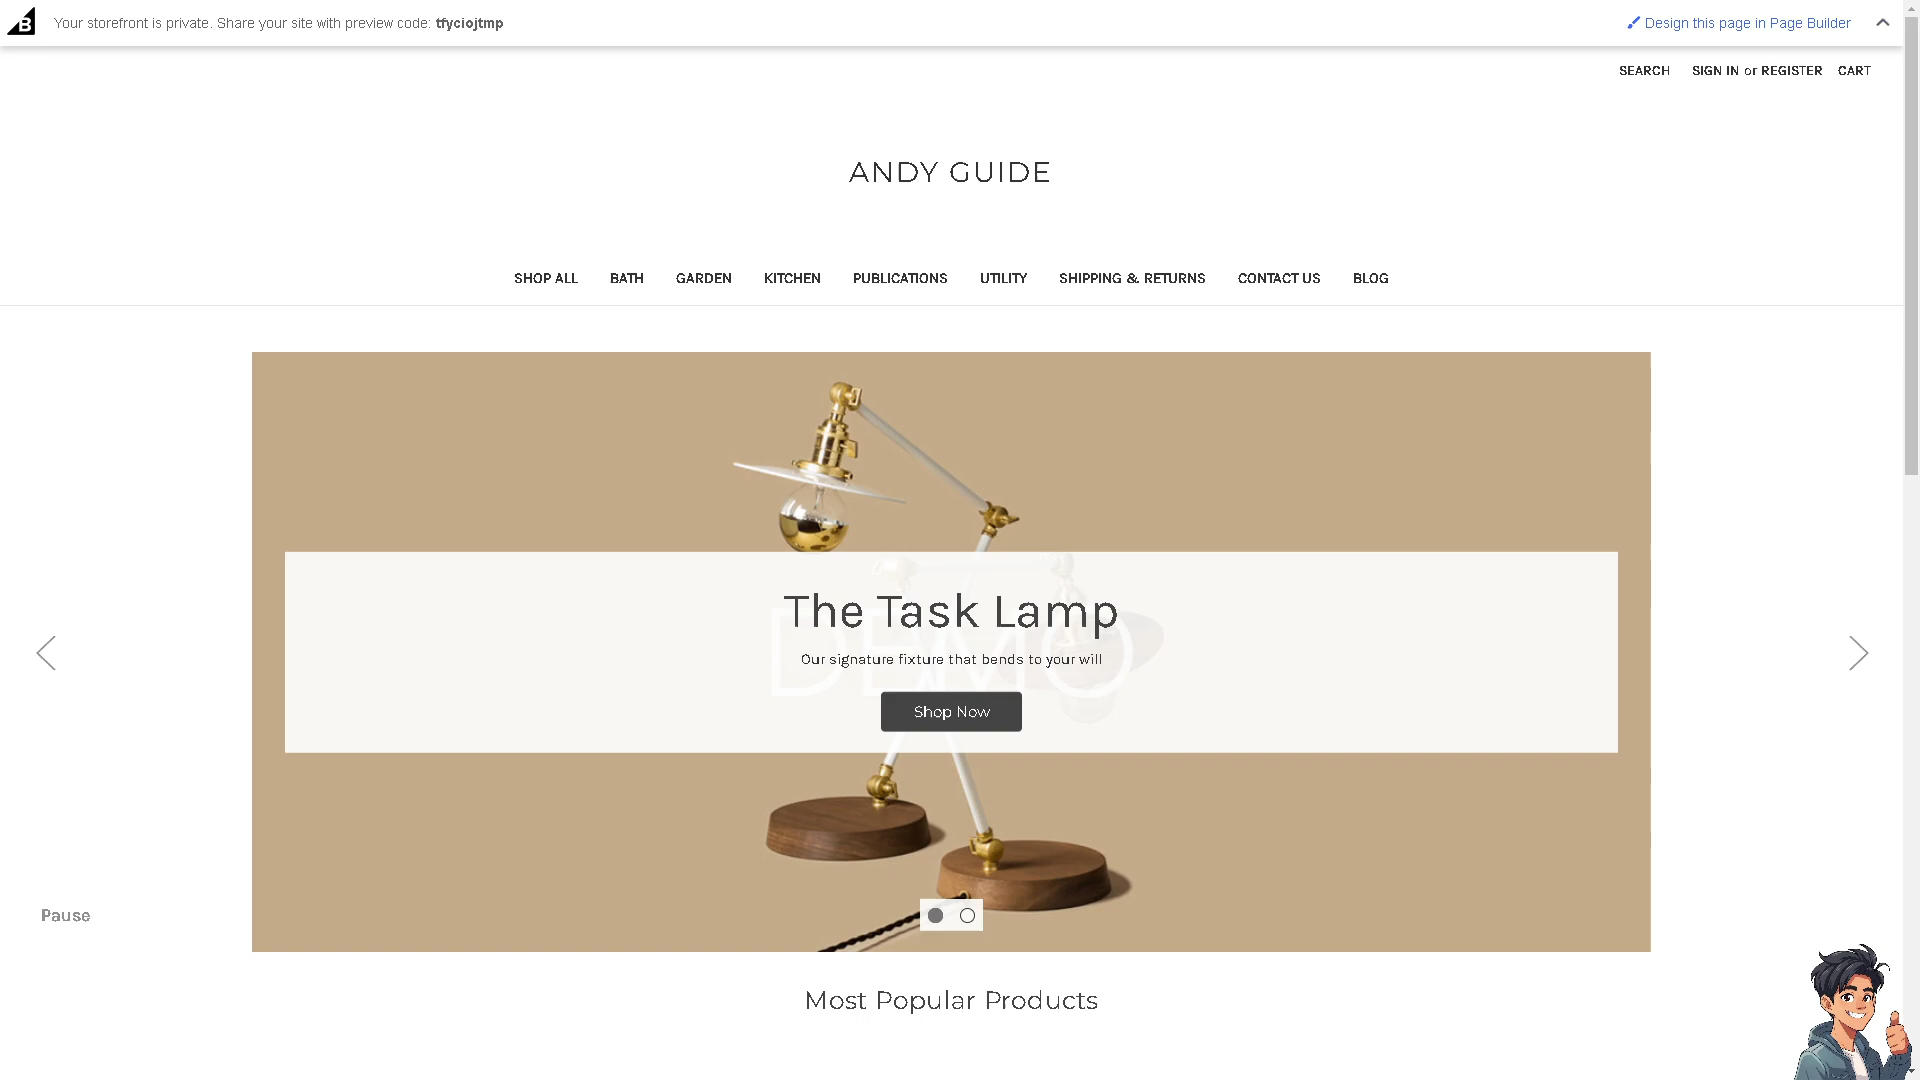 Your storefront is private. Share your site with preview code: tfyciojtmp
Design this page in Page Builder
SEARCH SIGN IN or REGISTER CART
ANDY GUIDE
SHOP ALL BATH GARDEN KITCHEN PUBLICATIONS UTILITY SHIPPING & RETURNS CONTACT US BLOG
The Task Lamp
DEMO
Our signature fixture that bends to your will
Shop Now
Pause
Most Popular Products